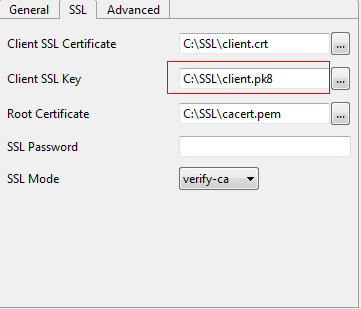 General SSL Advanced
Client SSL Certificate C:\SSL\client.crt ...
Client SSL Key C:\SSL\client.pk8 ...
Root Certificate C:\SSL\cacert.pem ...
SSL Password
SSL Mode verify-ca